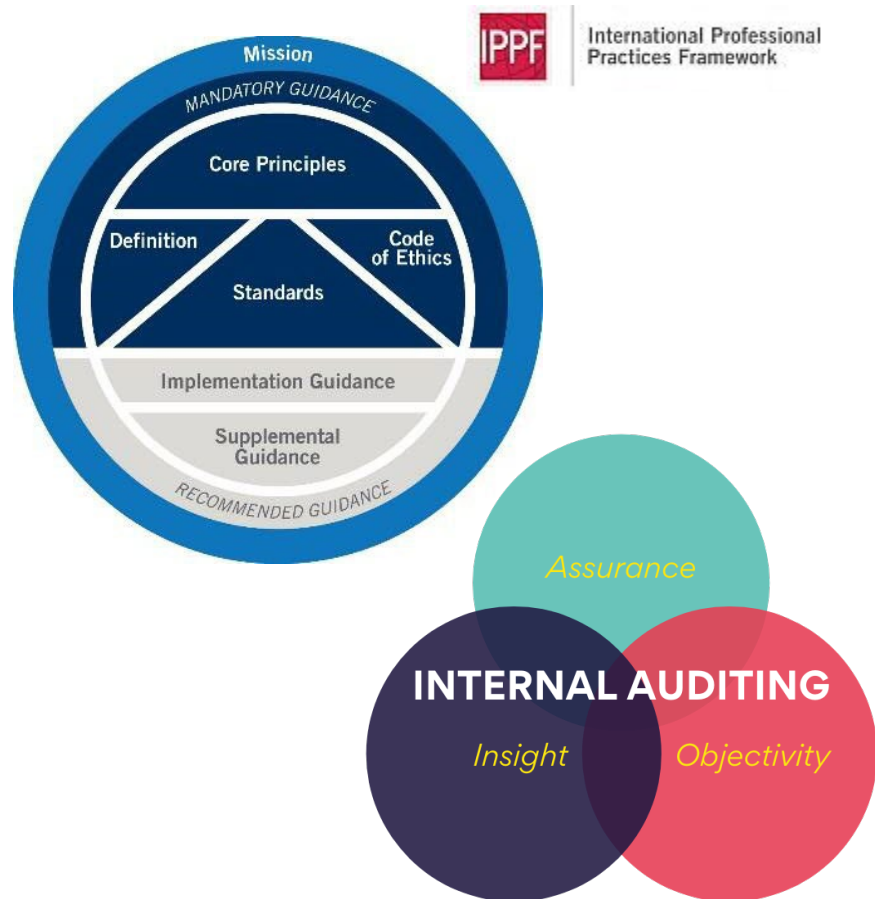 IPPF
International Professional
Practices Framework
Mission
MANDATORY GUIDANCE
Core Principles
Definition
Code
of Ethics
Standards
Implementation Guidance
Supplemental
Guidance
RECOMMENDED GUIDANCE
Assurance
INTERNAL AUDITING
Insight
Objectivity